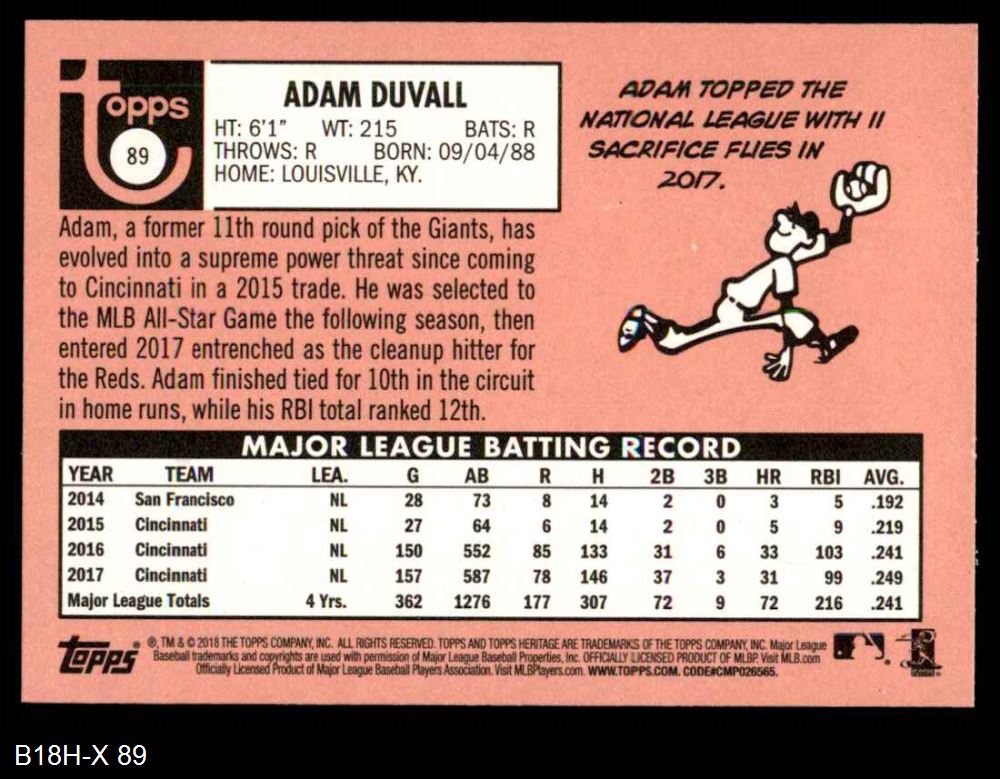 topps
89
ADAM DUVALL
HT: 6'1" WT: 215 BATS: R
THROWS: R BORN: 09/04/88
HOME: LOUISVILLE, KY.
ADAM TOPPED THE
NATIONAL LEAGUE WITH 11
SACRIFICE FLIES IN
2017.
Adam, a former 11th round pick of the Giants, has
evolved into a supreme power threat since coming
to Cincinnati in a 2015 trade. He was selected to
the MLB All-Star Game the following season, then
entered 2017 entrenched as the cleanup hitter for
the Reds. Adam finished tied for 10th in the circuit
in home runs, while his RBI total ranked 12th.
MAJOR LEAGUE BATTING RECORD
YEAR TEAM LEA. G AB R H 2B 3B HR RBI AVG.
2014 San Francisco NL 28 73 8 14 2 0 3 5 .192
2015 Cincinnati NL 27 64 6 14 2 0 5 9 .219
2016 Cincinnati NL 150 552 85 133 31 6 33 103 .241
2017 Cincinnati NL 157 587 78 146 37 3 31 99 .249
Major League Totals 4 Yrs. 362 1276 177 307 72 9 72 216 .241
topps ®, TM & © 2018 THE TOPPS COMPANY, INC. ALL RIGHTS RESERVED. TOPPS AND TOPPS HERITAGE ARE TRADEMARKS OF THE TOPPS COMPANY, INC. Major League
Baseball trademarks and copyrights are used with permission of Major League Baseball Properties, Inc. OFFICIALLY LICENSED PRODUCT OF MLBP. Visit MLB.com
Officially Licensed Product of Major League Baseball Players Association. Visit MLBPlayers.com. WWW.TOPPS.COM. CODE#CMP026565.
B18H-X 89